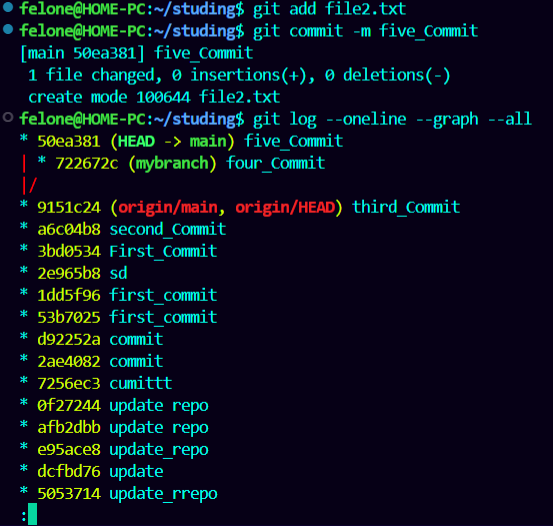 felone@HOME-PC:~/studing$ git add file2.txt
felone@HOME-PC:~/studing$ git commit -m five_Commit
[main 50ea381] five_Commit
 1 file changed, 0 insertions(+), 0 deletions(-)
 create mode 100644 file2.txt
felone@HOME-PC:~/studing$ git log --oneline --graph --all
* 50ea381 (HEAD -> main) five_Commit
| * 722672c (mybranch) four_Commit
|/
* 9151c24 (origin/main, origin/HEAD) third_Commit
* a6c04b8 second_Commit
* 3bd0534 First_Commit
* 2e965b8 sd
* 1dd5f96 first_commit
* 53b7025 first_commit
* d92252a commit
* 2ae4082 commit
* 7256ec3 cumittt
* 0f27244 update repo
* afb2dbb update_repo
* e95ace8 update_repo
* dcfbd76 update
* 5053714 update_rrepo
: